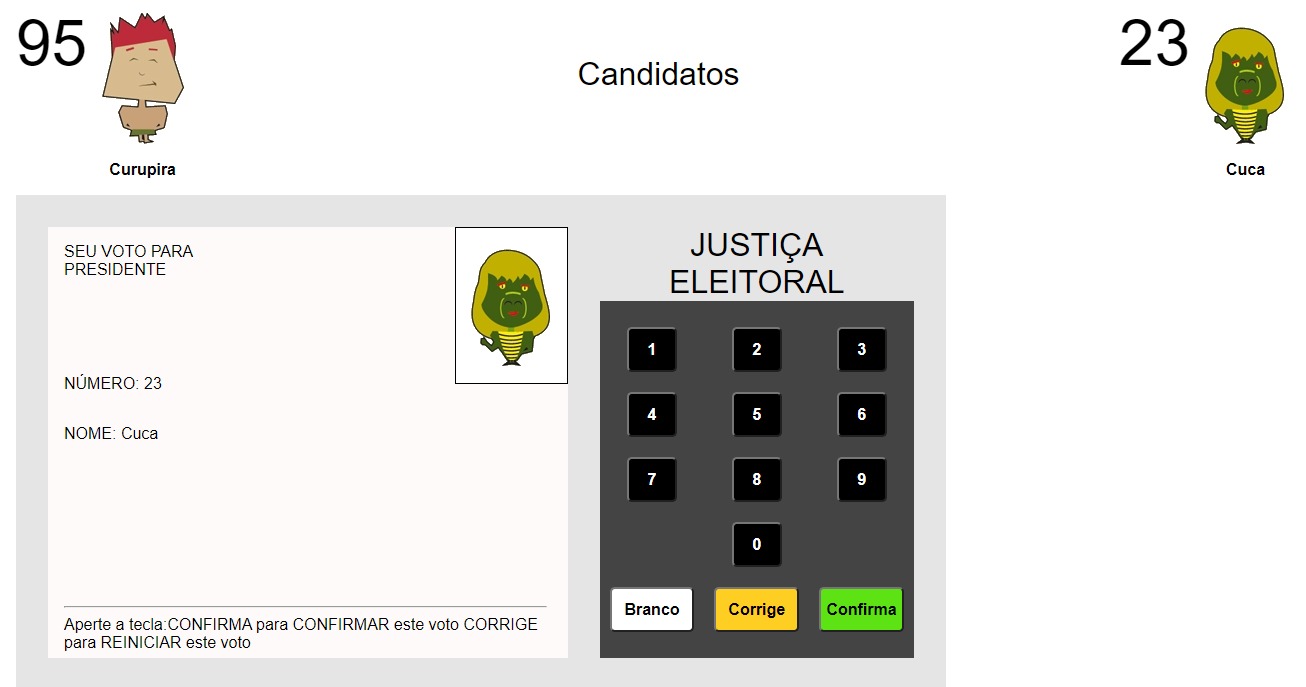 95
Curupira
Candidatos
23
Cuca
SEU VOTO PARA
PRESIDENTE
NÚMERO: 23
NOME: Cuca
Aperte a tecla:CONFIRMA para CONFIRMAR este voto CORRIGE
para REINICIAR este voto
JUSTIÇA
ELEITORAL
1 2 3
4 5 6
7 8 9
0
Branco Corrige Confirma